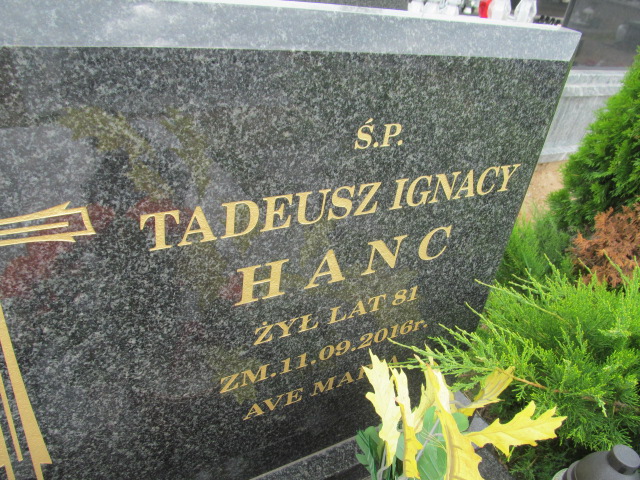 Ś.P.
TADEUSZ IGNACY
HANC
ŻYŁ LAT 81
ZM. 11.09.2016r.
AVE MARIA